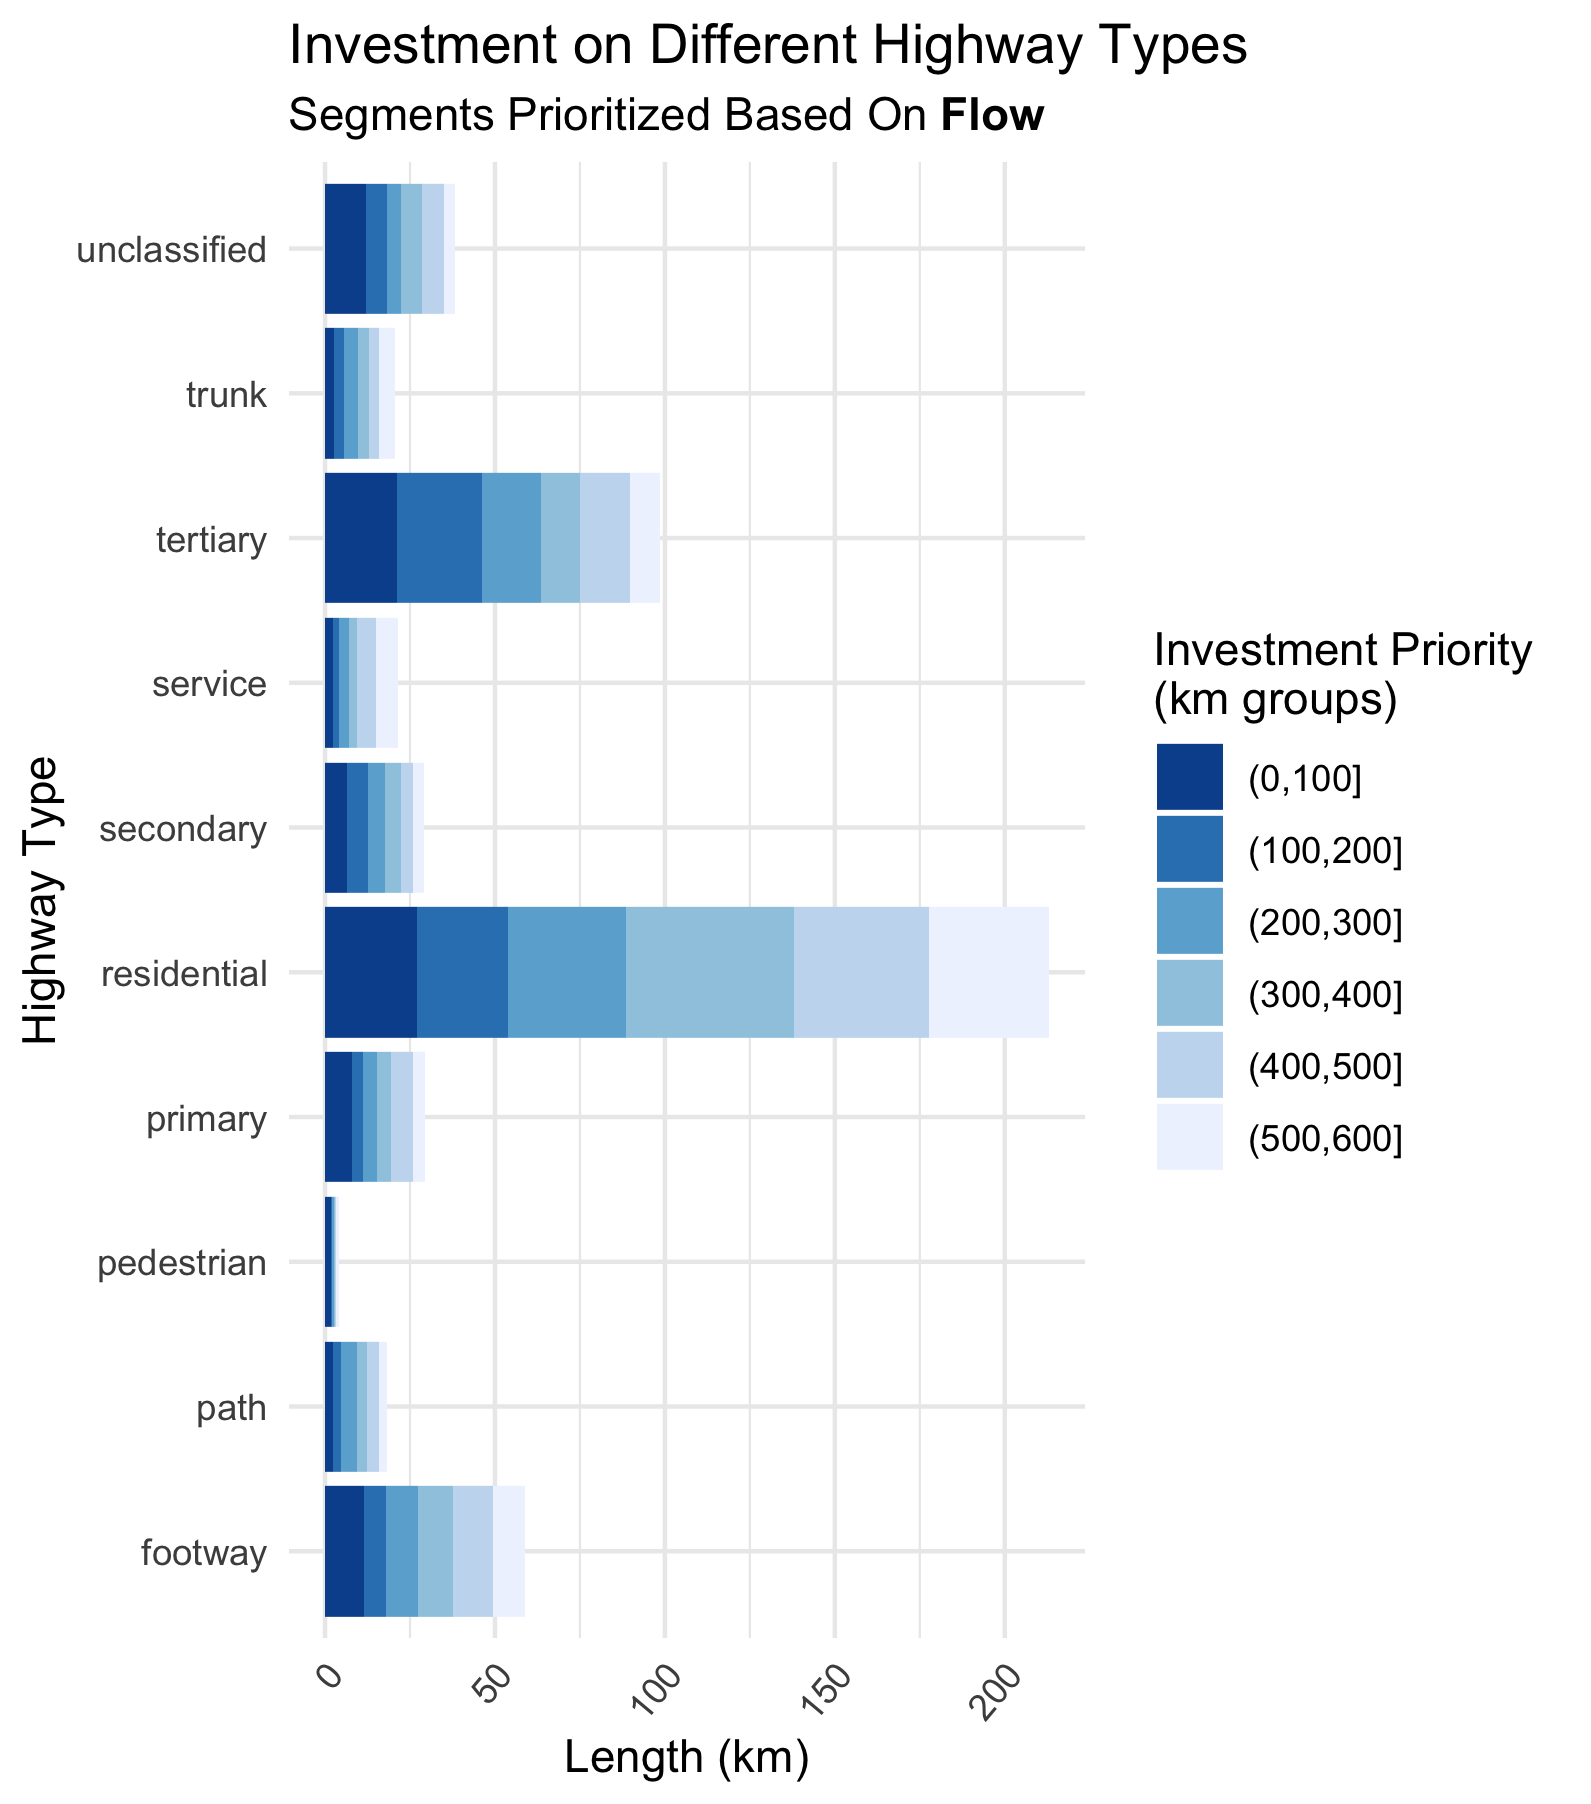 Investment on Different Highway Types
Segments Prioritized Based On Flow
Highway Type
unclassified
trunk
tertiary
service
secondary
residential
primary
pedestrian
path
footway
0
50
100
150
200
Length (km)
Investment Priority
(km groups)
(0,100]
(100,200]
(200,300]
(300,400]
(400,500]
(500,600]